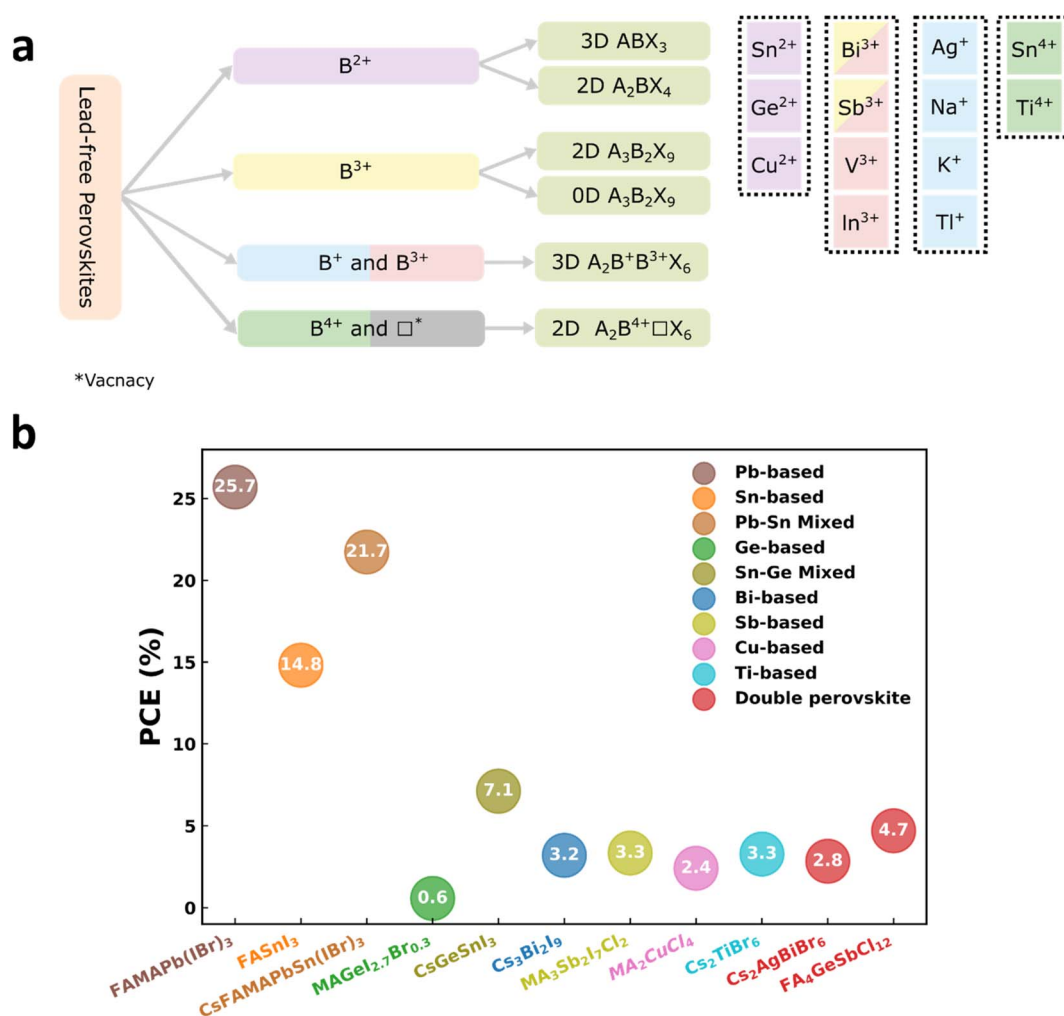 a
Lead-free Perovskites
B²⁺
3D ABX₃
2D A₂BX₄
B³⁺
2D A₃B₂X₉
0D A₃B₂X₉
B⁺ and B³⁺
3D A₂B⁺B³⁺X₆
B⁴⁺ and □*
2D A₂B⁴⁺□X₆
*Vacnacy
Sn²⁺
Ge²⁺
Cu²⁺
Bi³⁺
Sb³⁺
V³⁺
In³⁺
Ag⁺
Na⁺
K⁺
Tl⁺
Sn⁴⁺
Ti⁴⁺
b
PCE (%)
25
20
15
10
5
0
25.7
14.8
21.7
0.6
7.1
3.2
3.3
2.4
3.3
2.8
4.7
Pb-based
Sn-based
Pb-Sn Mixed
Ge-based
Sn-Ge Mixed
Bi-based
Sb-based
Cu-based
Ti-based
Double perovskite
FAMAPb(IBr)₃
FASnI₃
CsFAMAPbSn(IBr)₃
MAGeI₂.₇Br₀.₃
CsGeSnI₃
Cs₃Bi₂I₉
MA₃Sb₂I₇Cl₂
MA₂CuCl₄
Cs₂TiBr₆
Cs₂AgBiBr₆
FA₄GeSbCl₁₂